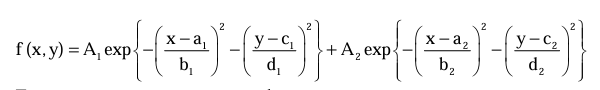 f (x, y) = A₁ exp{−((x − a₁)/b₁)² − ((y − c₁)/d₁)²} + A₂ exp{−((x − a₂)/b₂)² − ((y − c₂)/d₂)²}